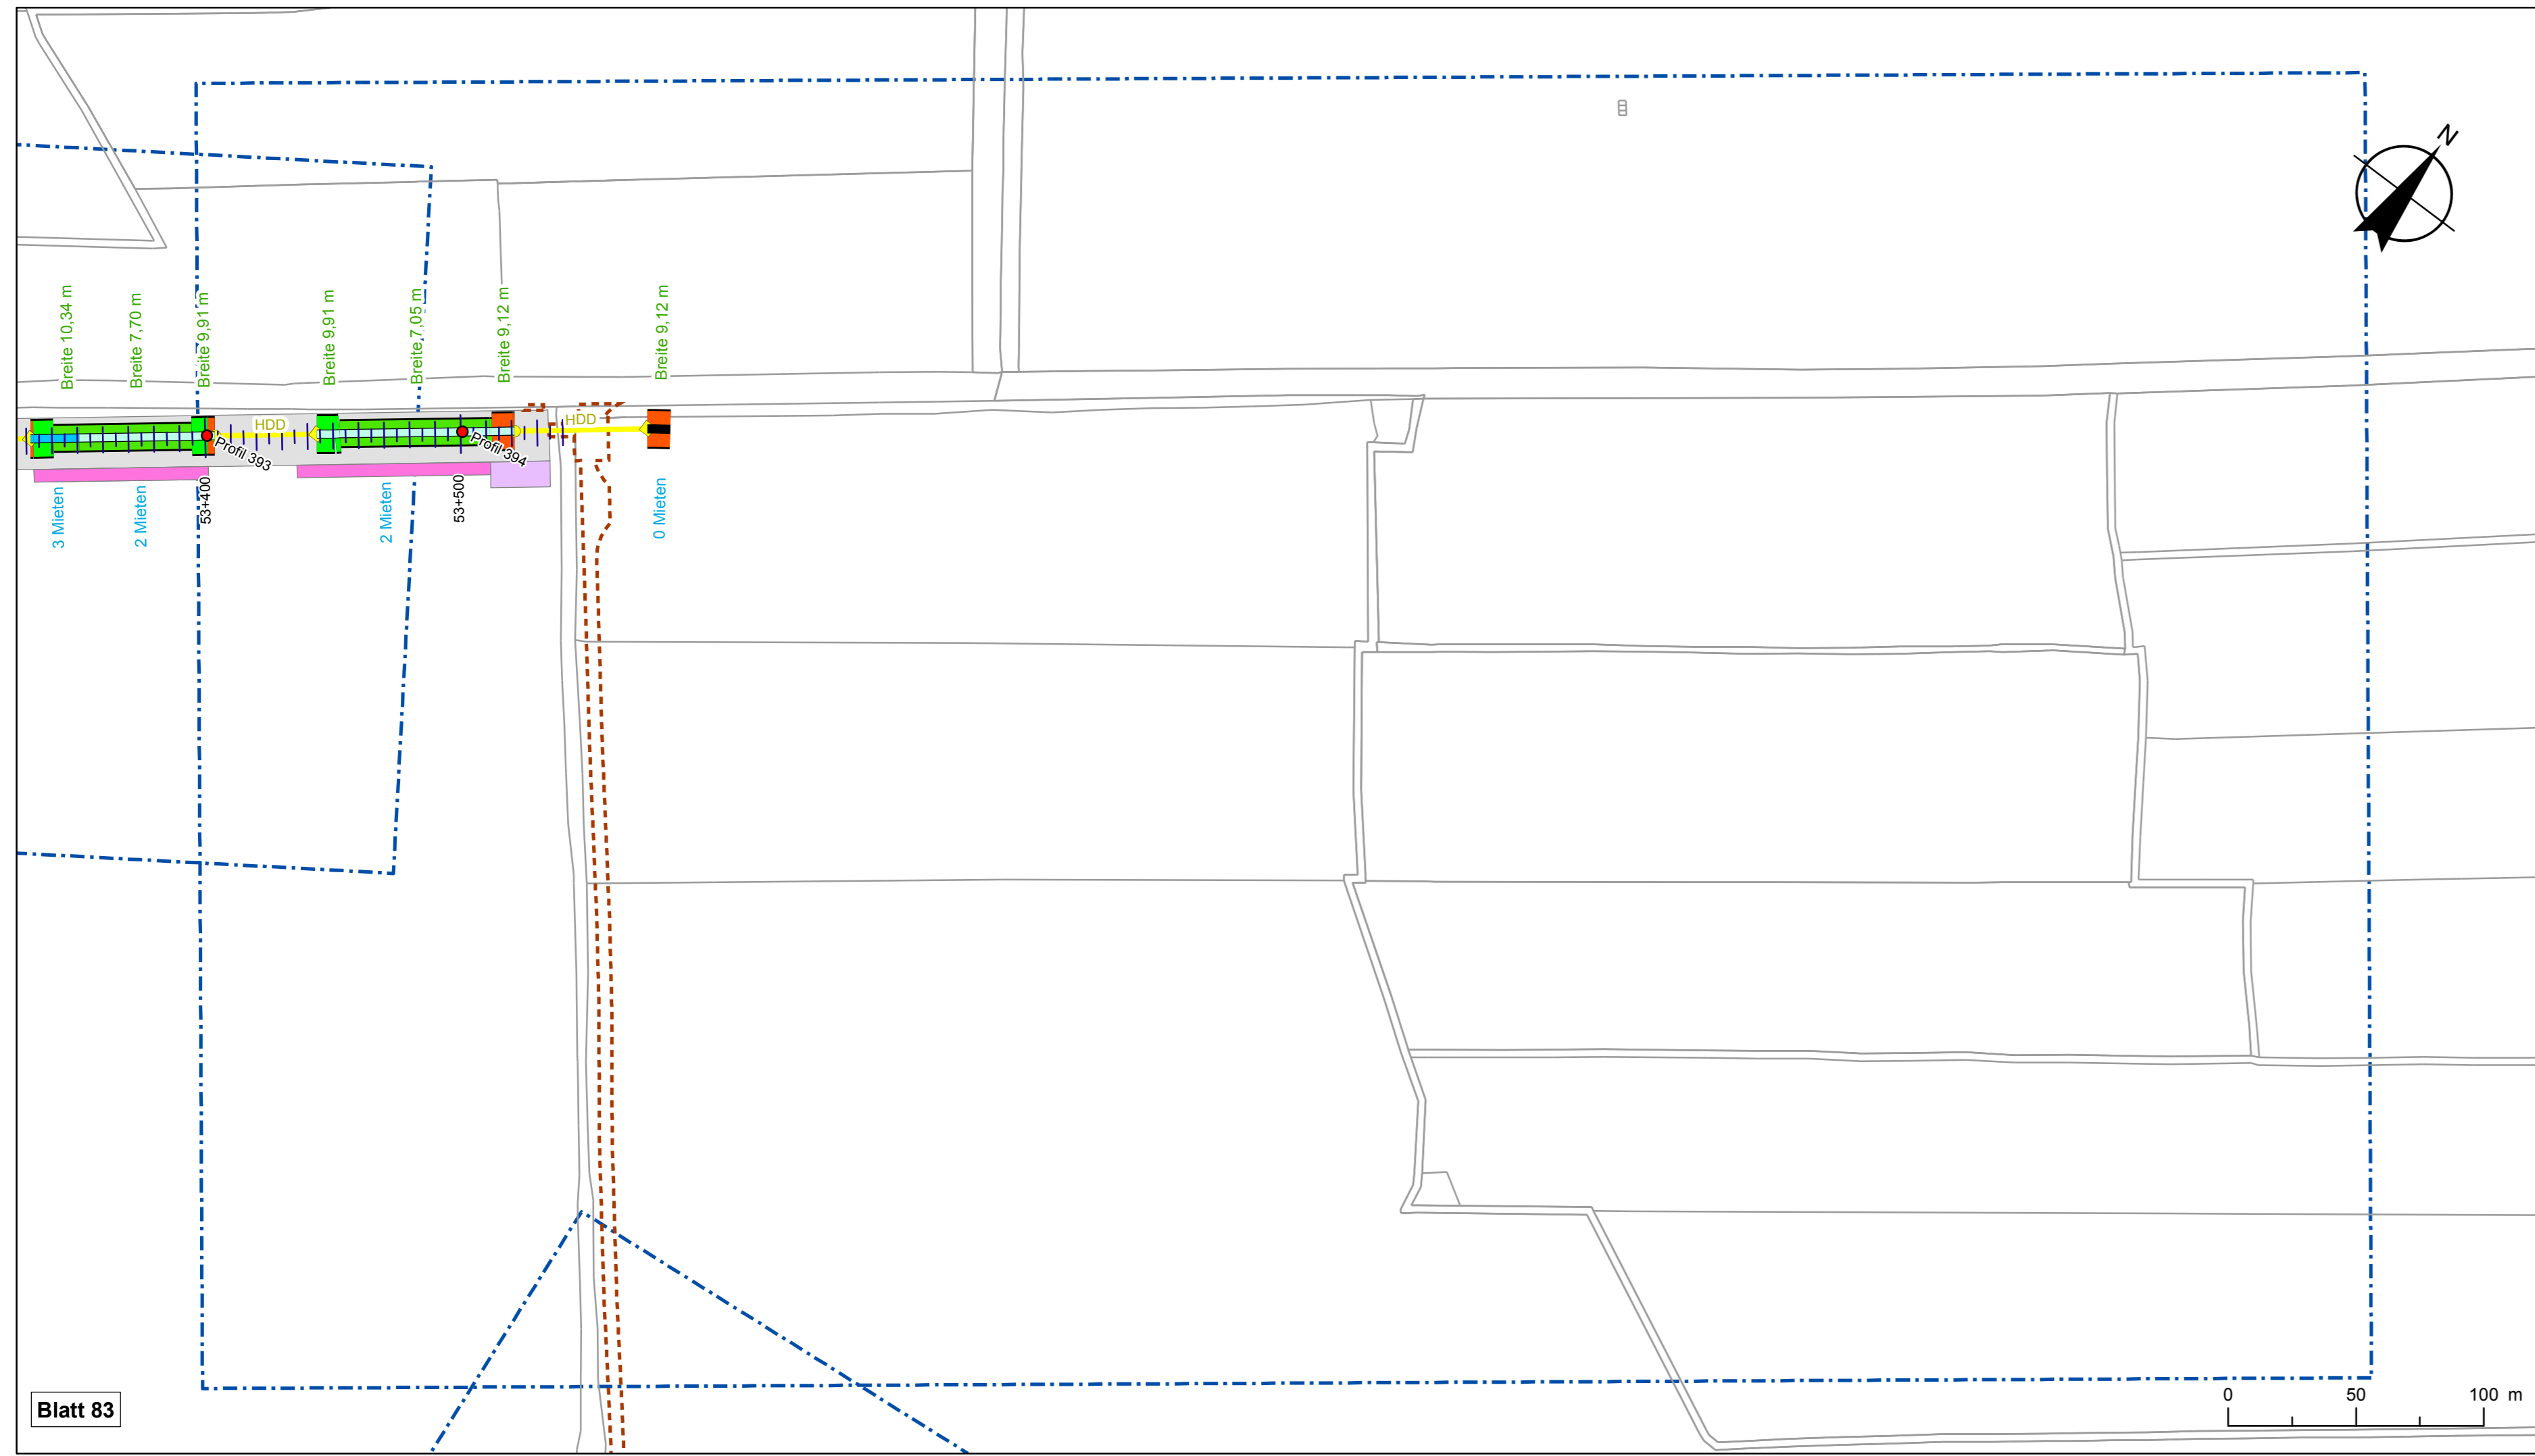 N
Breite 10,34 m
Breite 7,70 m
Breite 9,91 m
Breite 9,91 m
Breite 7,05 m
Breite 9,12 m
Breite 9,12 m
HDD
HDD
Profil 393
Profil 394
53+400
53+500
3 Mieten
2 Mieten
2 Mieten
0 Mieten
Blatt 83
0 50 100 m